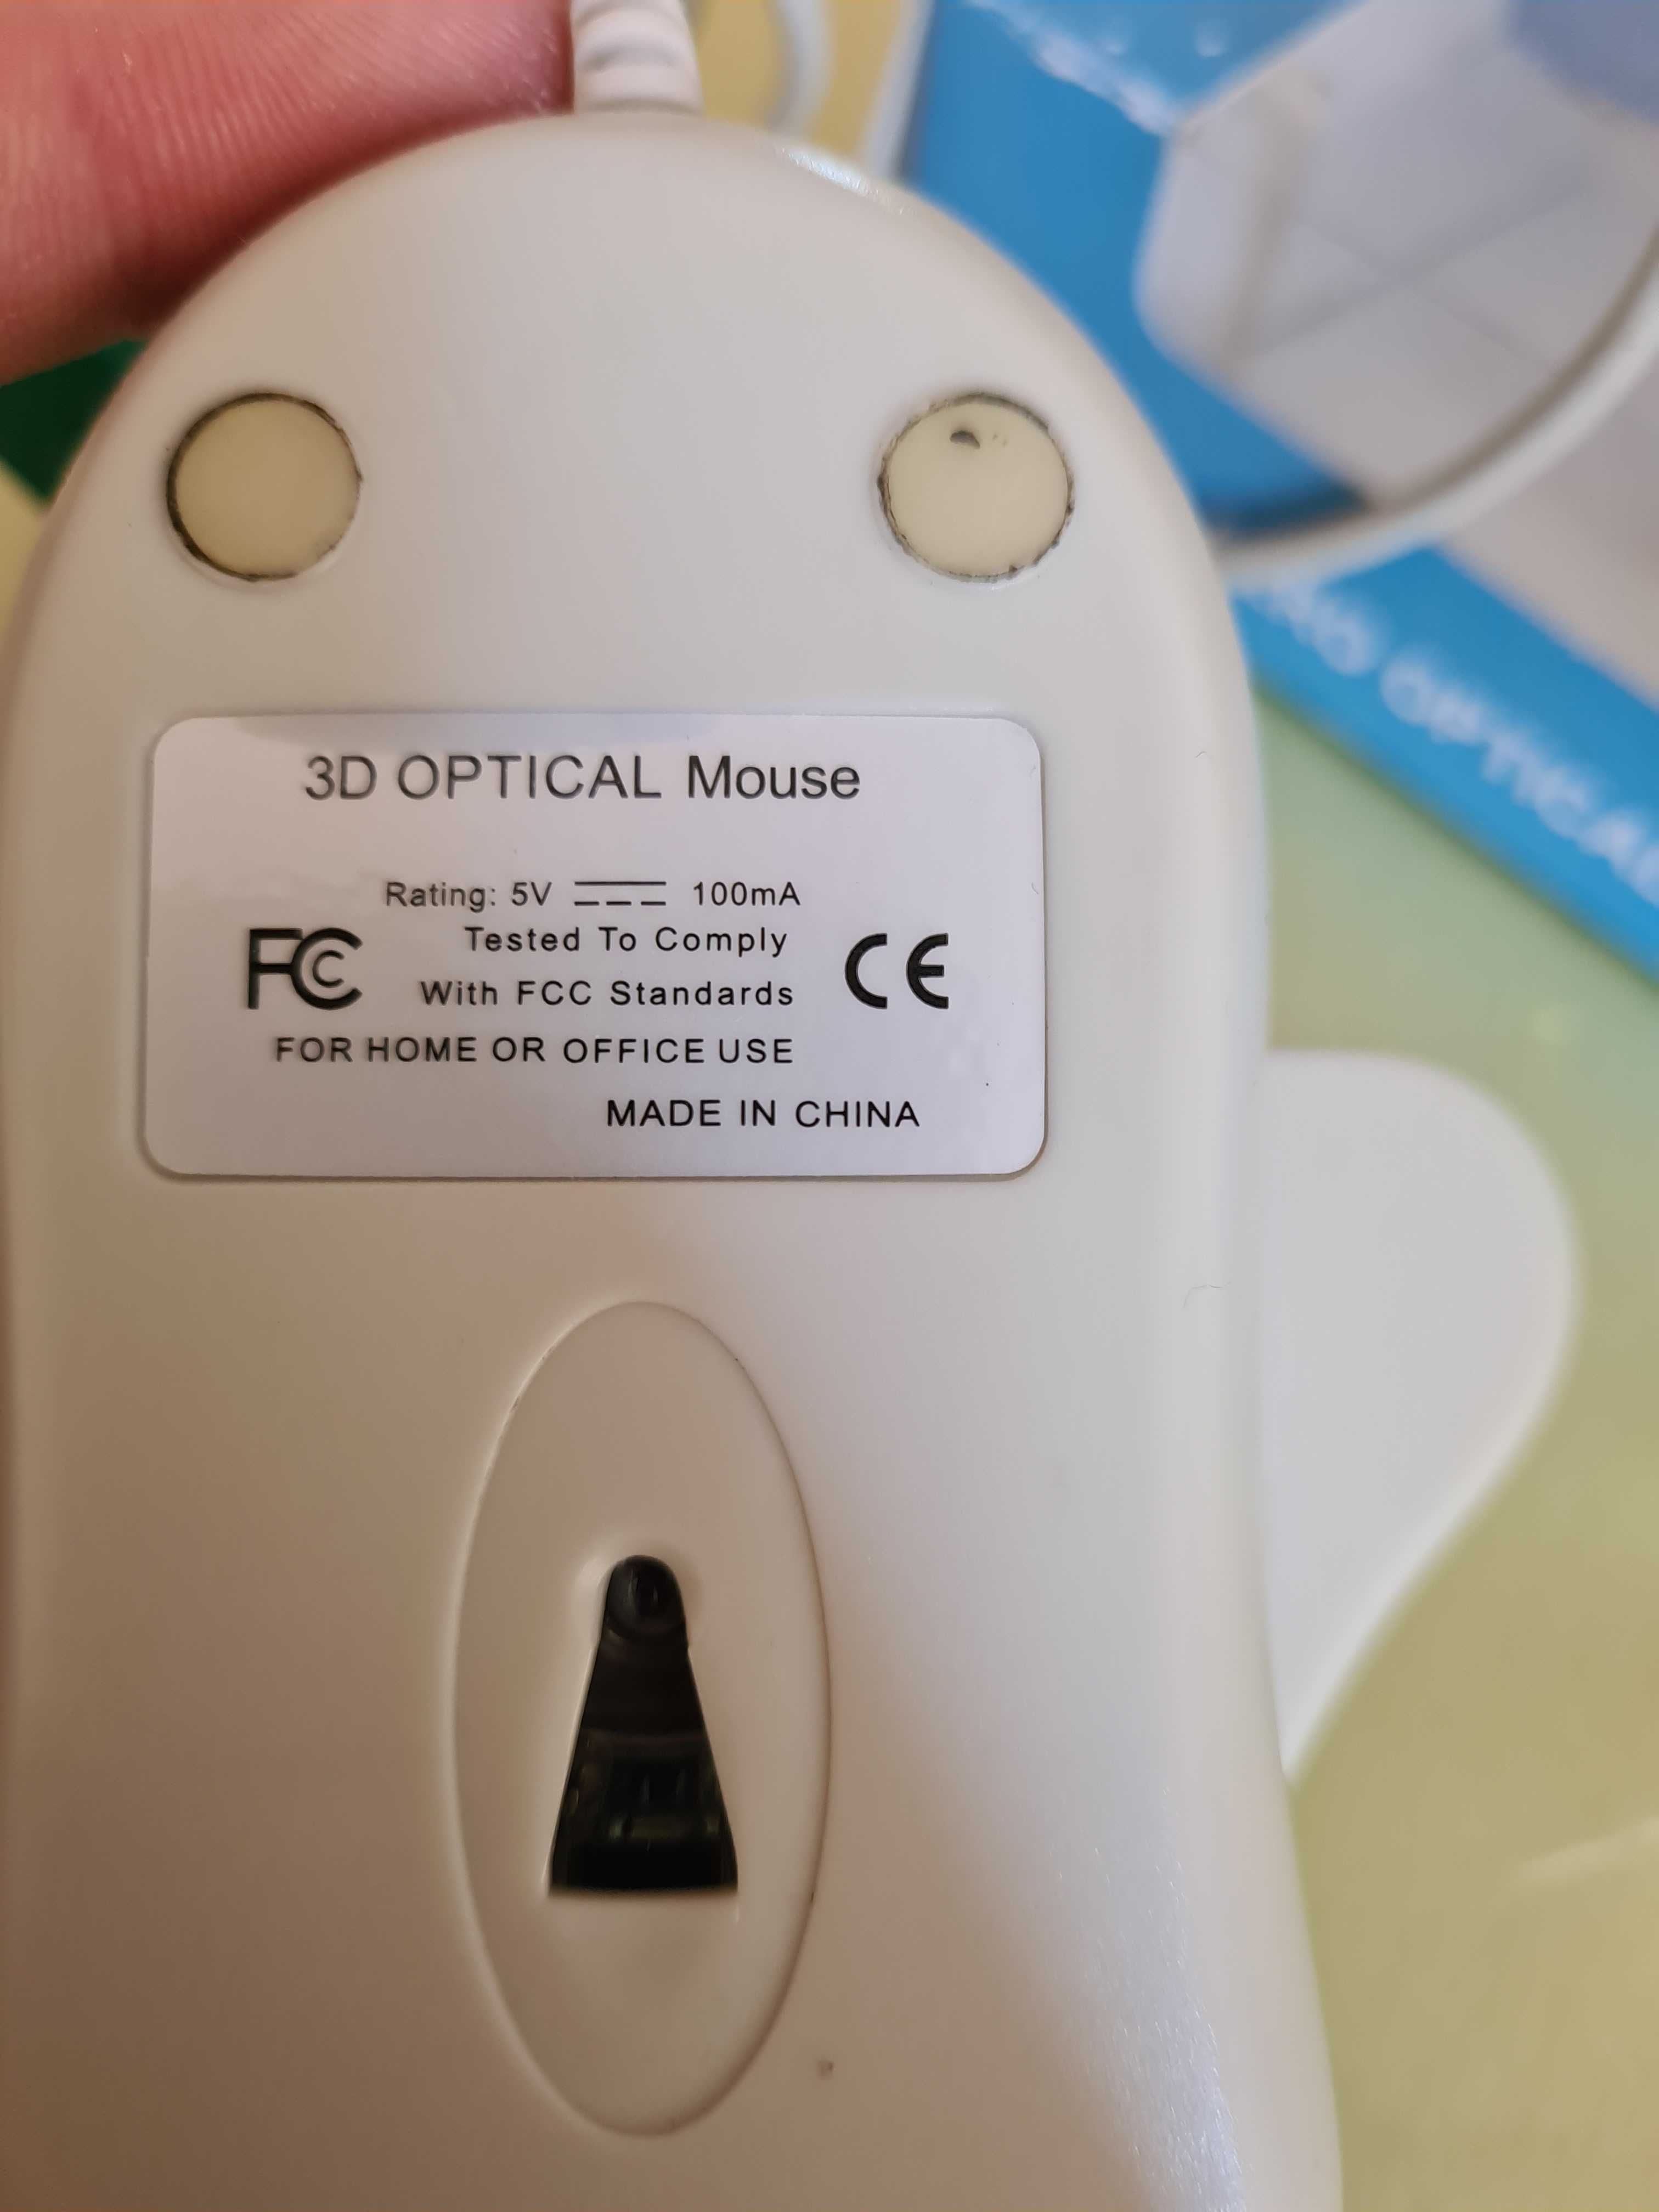 3D OPTICAL Mouse
Rating: 5V 100mA
FC Tested To Comply CE
With FCC Standards
FOR HOME OR OFFICE USE
MADE IN CHINA
OPTICAL